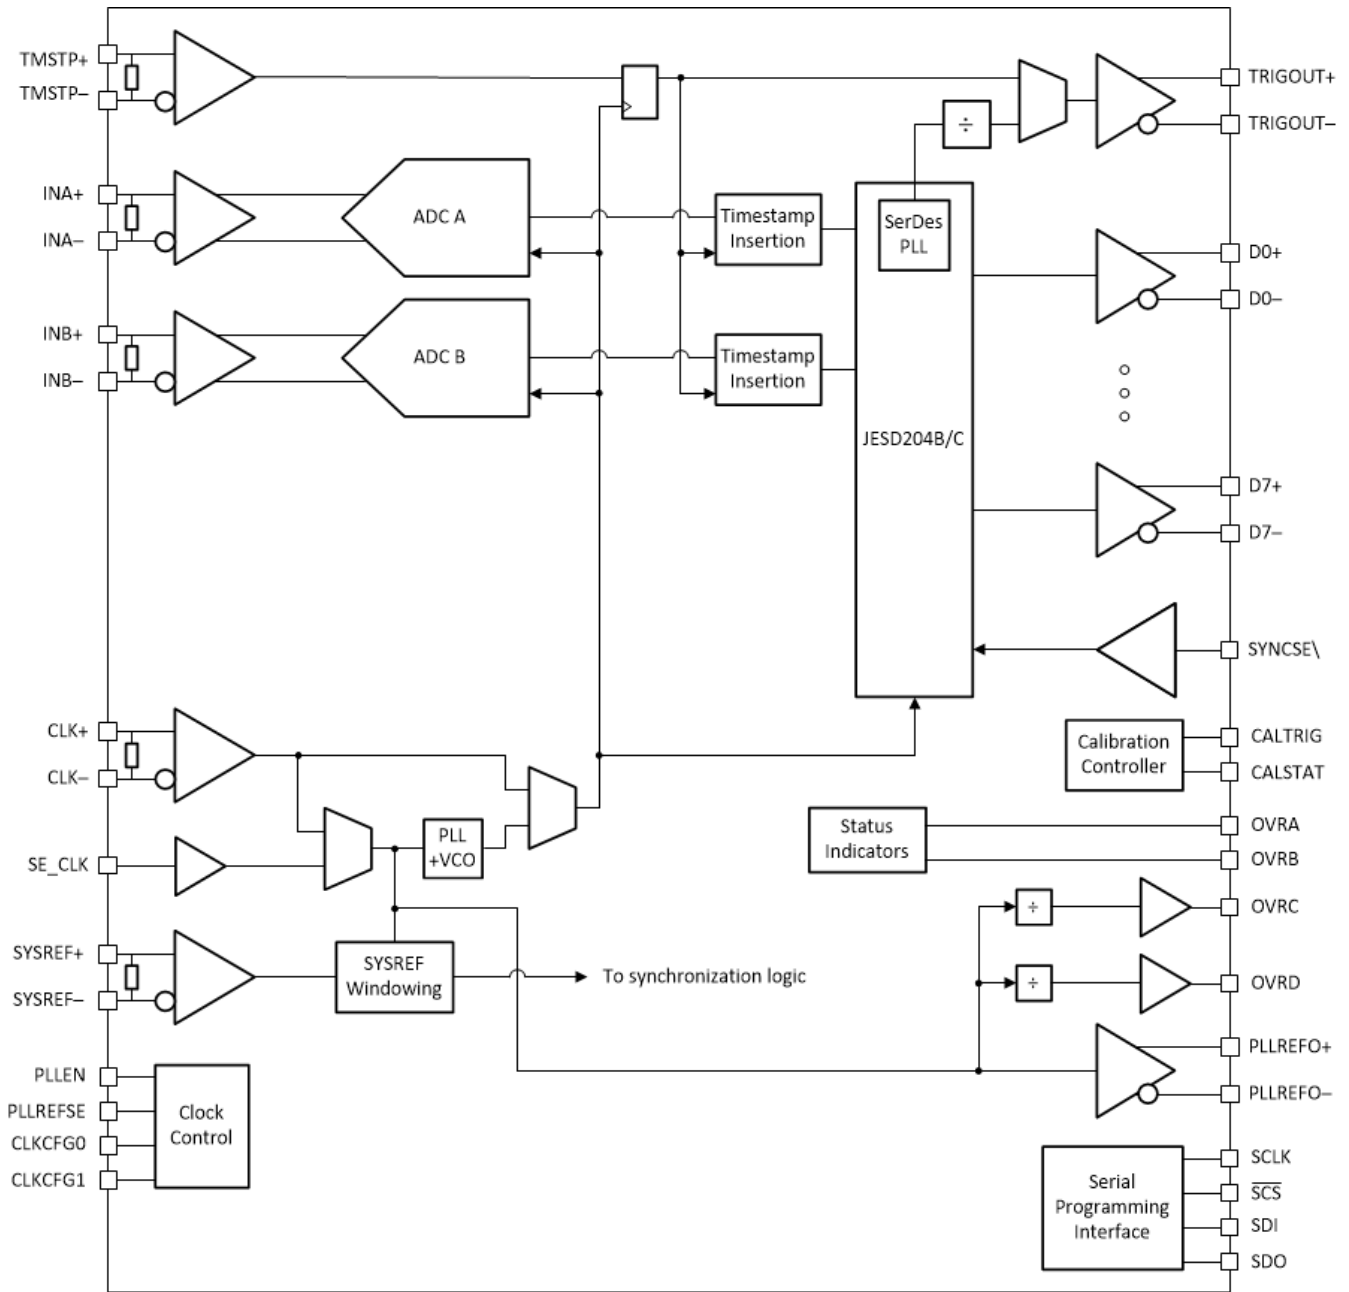 TMSTP+
TMSTP–
INA+
INA–
INB+
INB–
CLK+
CLK–
SE_CLK
SYSREF+
SYSREF–
PLLEN
PLLREFSE
CLKCFG0
CLKCFG1
ADC A
ADC B
Timestamp
Insertion
Timestamp
Insertion
÷
SerDes
PLL
JESD204B/C
PLL
+VCO
SYSREF
Windowing
To synchronization logic
Clock
Control
Calibration
Controller
Status
Indicators
÷
÷
Serial
Programming
Interface
TRIGOUT+
TRIGOUT–
D0+
D0–
D7+
D7–
SYNCSE\
CALTRIG
CALSTAT
OVRA
OVRB
OVRC
OVRD
PLLREFO+
PLLREFO–
SCLK
S̅C̅S̅
SDI
SDO